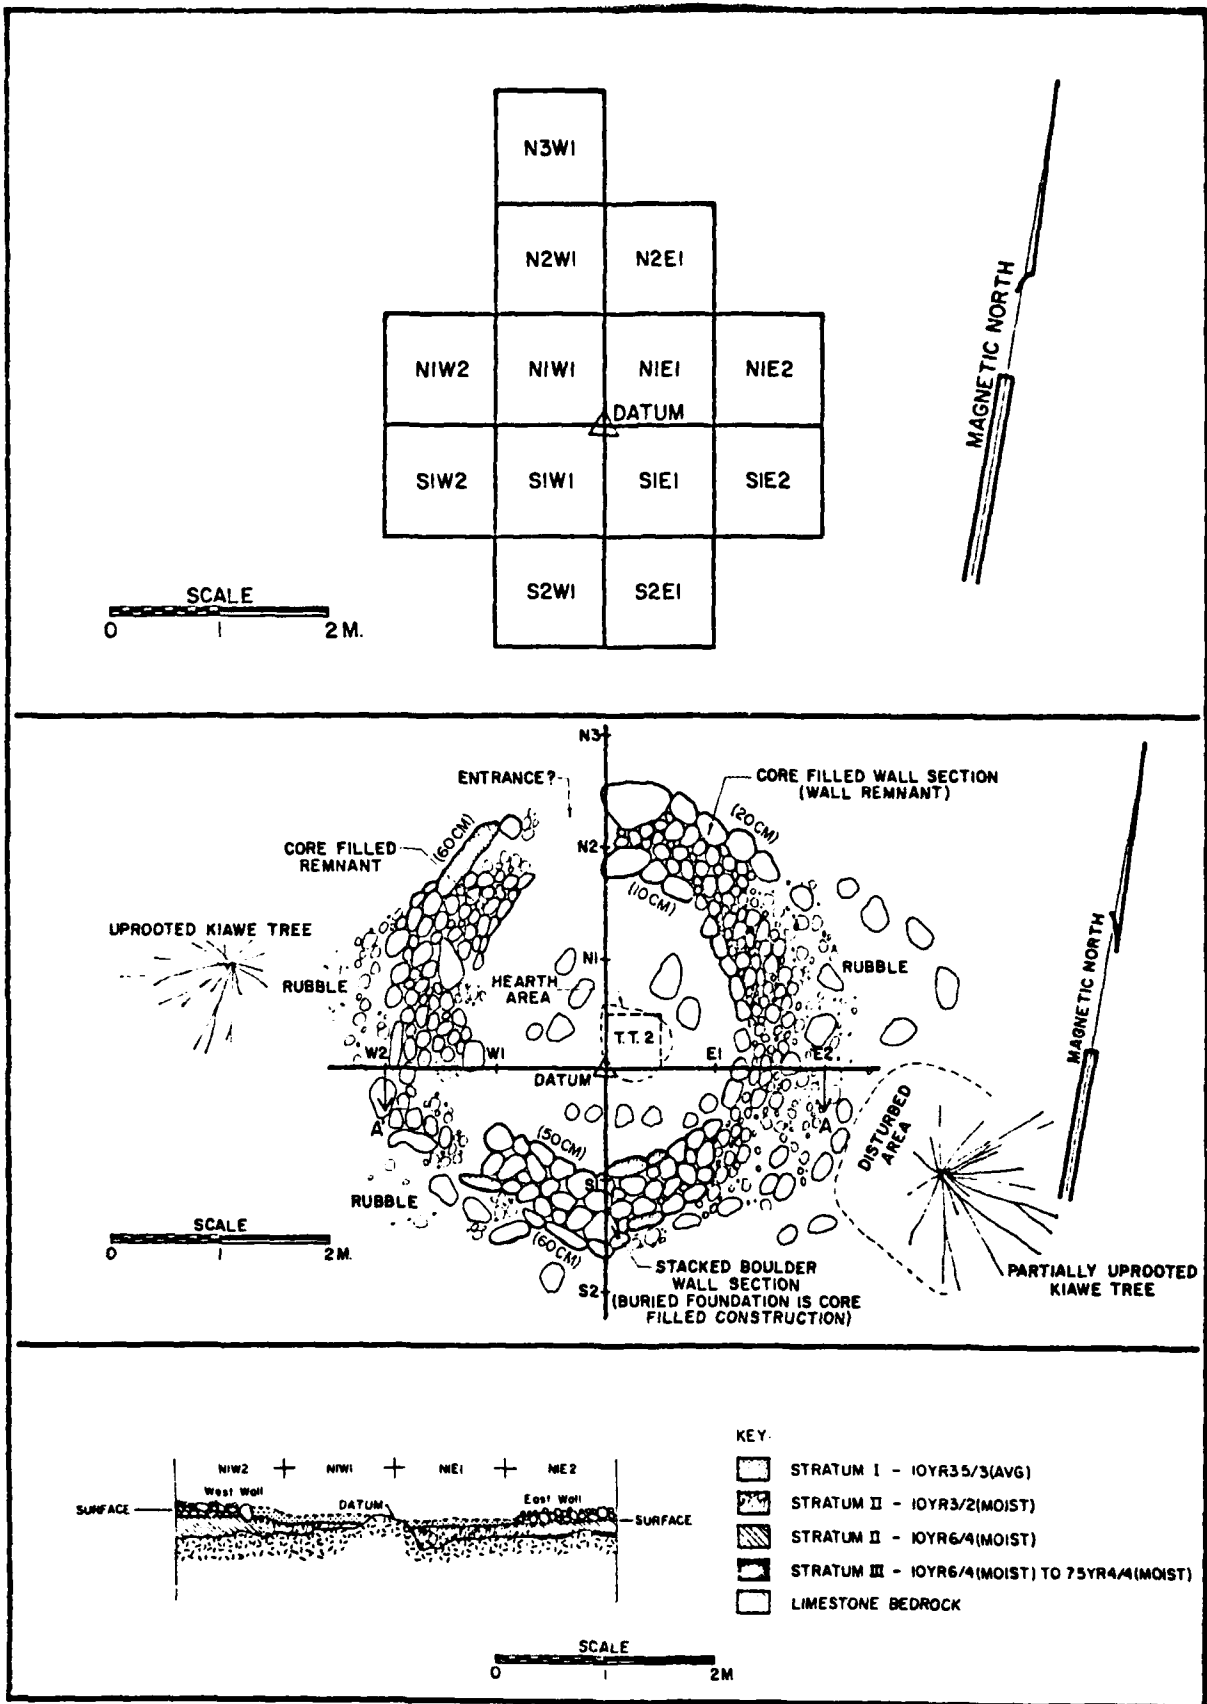 N3W1
N2W1 N2E1
N1W2 N1W1 N1E1 N1E2
DATUM
S1W2 S1W1 S1E1 S1E2
S2W1 S2E1
MAGNETIC NORTH
SCALE
0 1 2M.
N3
ENTRANCE?
CORE FILLED WALL SECTION
(WALL REMNANT)
(60CM)
(20CM)
N2
CORE FILLED
REMNANT
(10CM)
UPROOTED KIAWE TREE
N1
HEARTH
AREA
RUBBLE
RUBBLE
T.T. 2
W2 W1 E1 E2
DATUM
MAGNETIC NORTH
A
A
DISTURBED
AREA
(50CM)
S1
RUBBLE
(60CM)
SCALE
0 1 2M.
STACKED BOULDER
WALL SECTION
(BURIED FOUNDATION IS CORE
FILLED CONSTRUCTION)
S2
PARTIALLY UPROOTED
KIAWE TREE
N1W2 N1W1 N1E1 N1E2
West Wall
East Wall
SURFACE
DATUM
SURFACE
KEY
STRATUM I - 10YR3.5/3(AVG)
STRATUM II - 10YR3/2(MOIST)
STRATUM II - 10YR6/4(MOIST)
STRATUM III - 10YR6/4(MOIST) TO 7.5YR4/4(MOIST)
LIMESTONE BEDROCK
SCALE
0 1 2M